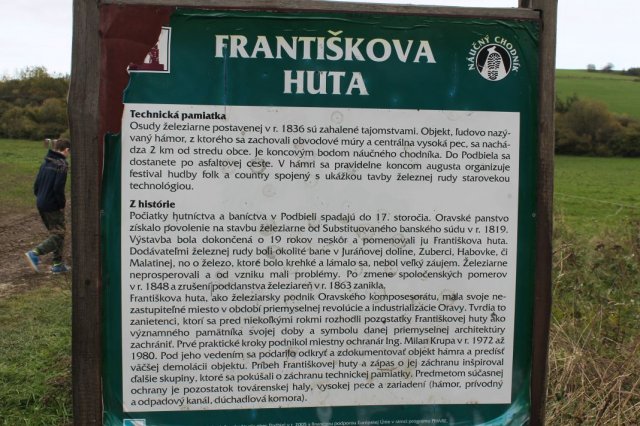 FRANTIŠKOVA
HUTA
NÁUČNÝ CHODNÍK
Technická pamiatka
Osudy železiarne postavenej v r. 1836 sú zahalené tajomstvami. Objekt, ľudovo nazý-
vaný hámor, z ktorého sa zachovali obvodové múry a centrálna vysoká pec, sa nachá-
dza 2 km od stredu obce. Je koncovým bodom náučného chodníka. Do Podbiela sa
dostanete po asfaltovej ceste. V hámri sa pravidelne koncom augusta organizuje
festival hudby folk a country spojený s ukážkou tavby železnej rudy starovekou
technológiou.
Z histórie
Počiatky hutníctva a baníctva v Podbieli spadajú do 17. storočia. Oravské panstvo
získalo povolenie na stavbu železiarne od Substituovaného banského súdu v r. 1819.
Výstavba bola dokončená o 19 rokov neskôr a pomenovali ju Františkova huta.
Dodávateľmi železnej rudy boli okolité bane v Juráňovej doline, Zuberci, Habovke, či
Malatinej, no o železo, ktoré bolo krehké a lámalo sa, nebol veľký záujem. Železiarne
neprosperovali a od vzniku mali problémy. Po zmene spoločenských pomerov
v r. 1848 a zrušení poddanstva železiareň v r. 1863 zanikla.
Františkova huta, ako železiarsky podnik Oravského komposesorátu, mala svoje ne-
zastupiteľné miesto v období priemyselnej revolúcie a industrializácie Oravy. Tvrdia to
zanietenci, ktorí sa pred niekoľkými rokmi rozhodli pozostatky Františkovej huty ako
významného pamätníka svojej doby a symbolu danej priemyselnej architektúry
zachrániť. Prvé praktické kroky podnikol miestny ochranár Ing. Milan Krupa v r. 1972 až
1980. Pod jeho vedením sa podarilo odkryť a zdokumentovať objekt hámra a predísť
väčšej demolácii objektu. Príbeh Františkovej huty a zápas o jej záchranu inšpiroval
ďalšie skupiny, ktoré sa pokúšali o záchranu technickej pamiatky. Predmetom súčasnej
ochrany je pozostatok továrenskej haly, vysokej pece a zariadení (hámor, prívodný
a odpadový kanál, dúchadlová komora).